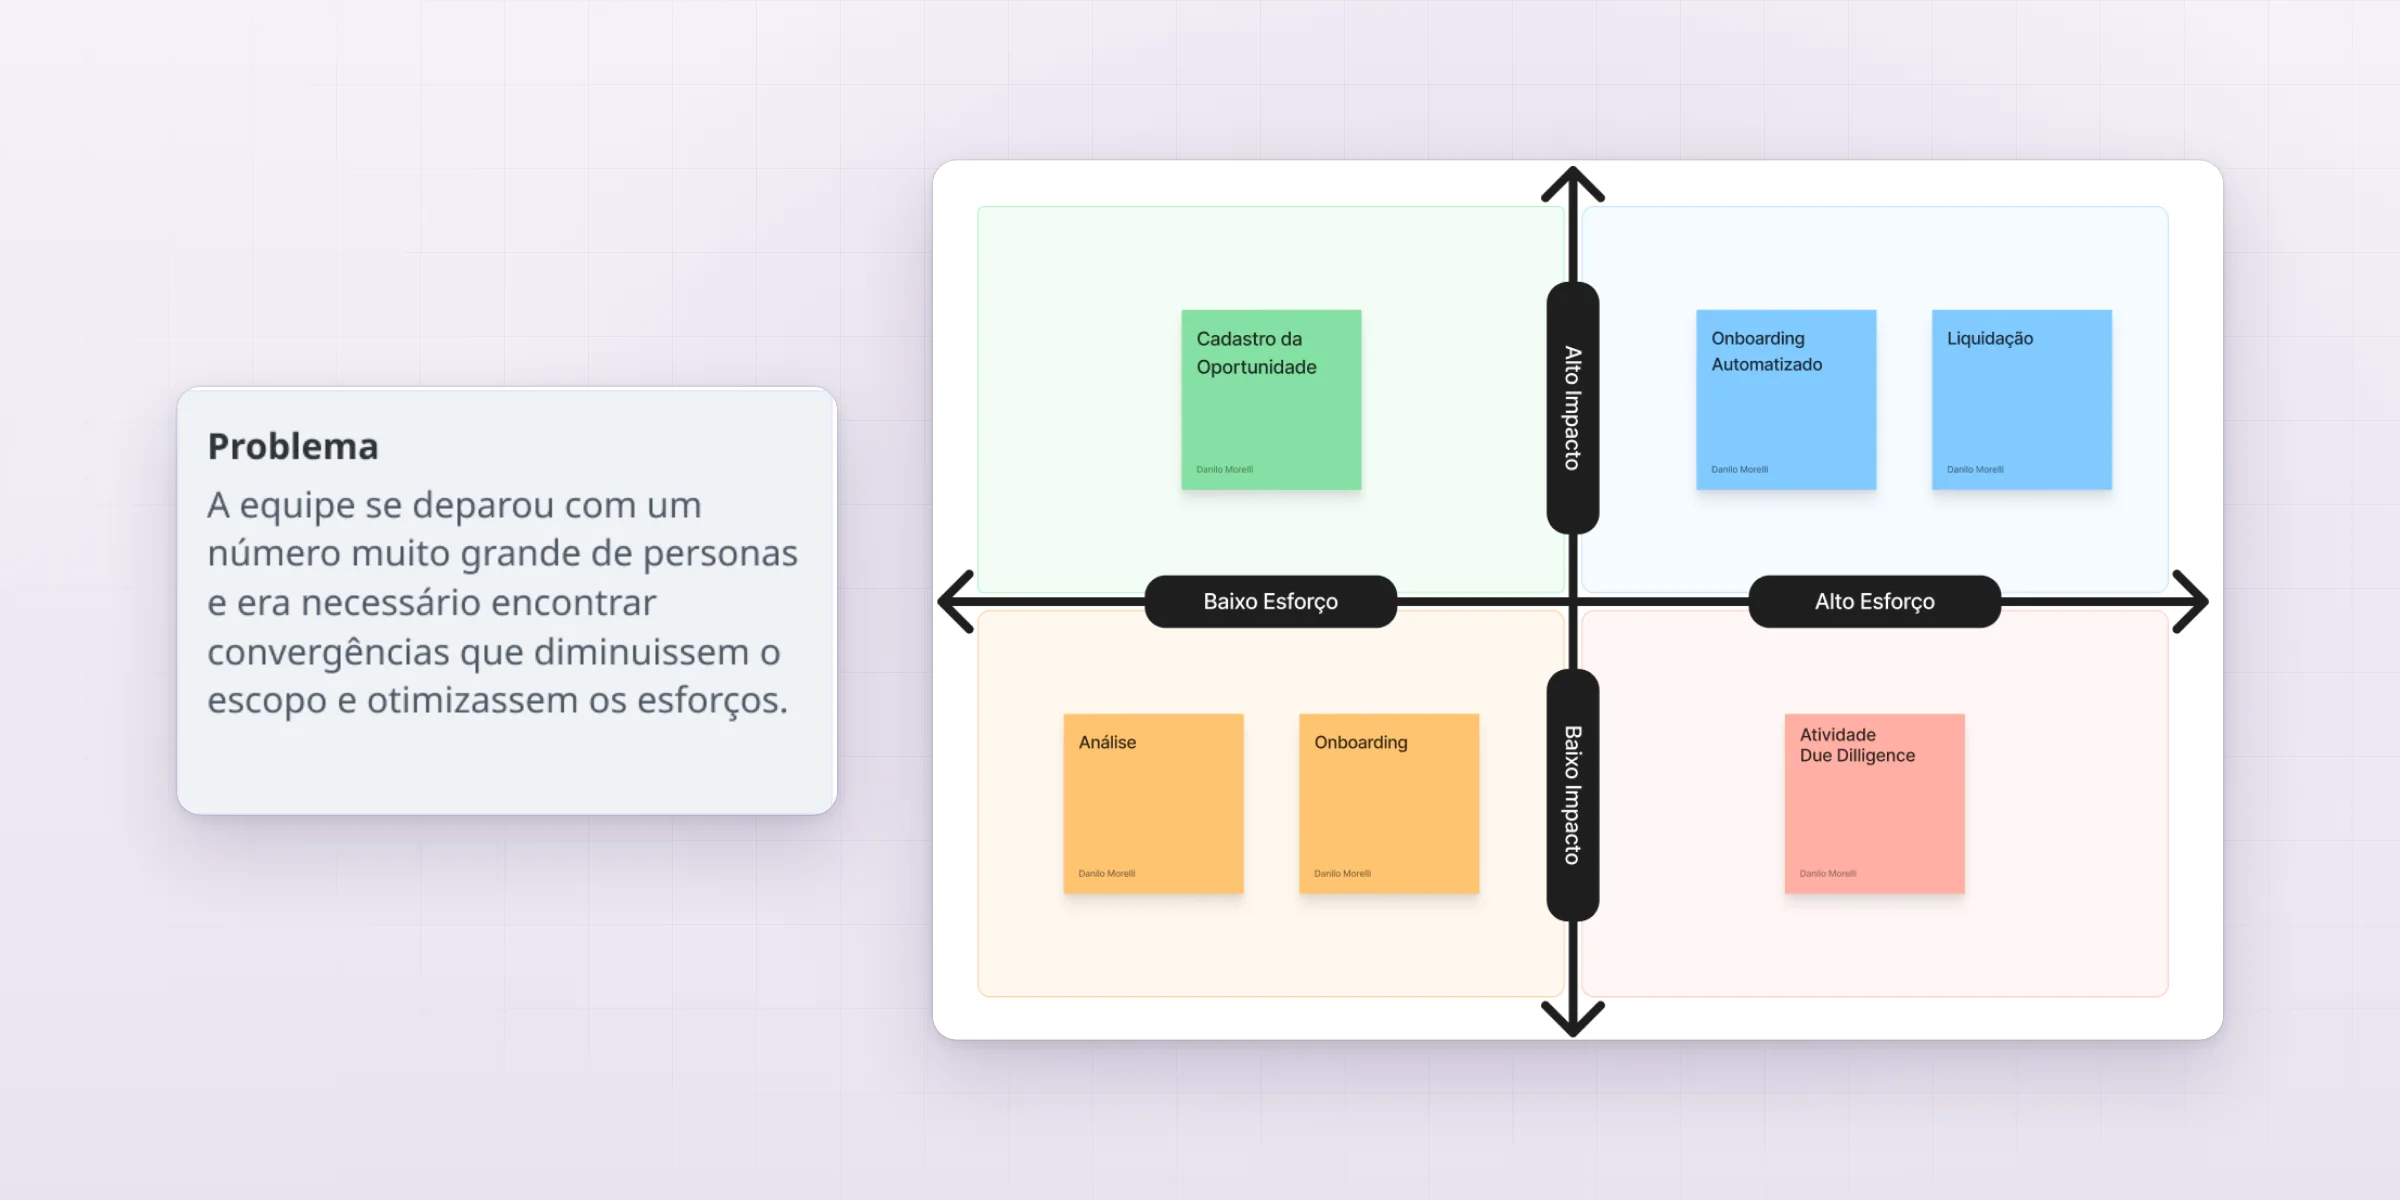 Problema
A equipe se deparou com um
número muito grande de personas
e era necessário encontrar
convergências que diminuissem o
escopo e otimizassem os esforços.
Alto Impacto
Cadastro da
Oportunidade
Danilo Morelli
Onboarding
Automatizado
Danilo Morelli
Liquidação
Danilo Morelli
Baixo Esforço
Alto Esforço
Análise
Danilo Morelli
Onboarding
Danilo Morelli
Baixo Impacto
Atividade
Due Dilligence
Danilo Morelli